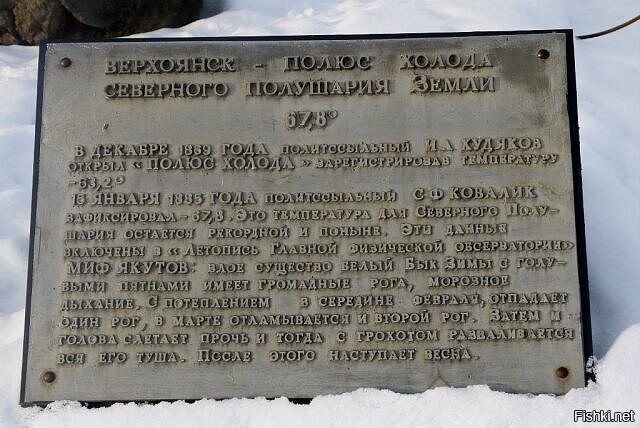 ВЕРХОЯНСК - ПОЛЮС ХОЛОДА
СЕВЕРНОГО ПОЛУШАРИЯ ЗЕМЛИ
67,8°
В ДЕКАБРЕ 1869 ГОДА ПОЛИТССЫЛЬНЫЙ И.А. ХУДЯКОВ
ОТКРЫЛ «ПОЛЮС ХОЛОДА» ЗАРЕГИСТРИРОВАВ ТЕМПЕРАТУРУ
-63,2°
15 ЯНВАРЯ 1885 ГОДА ПОЛИТССЫЛЬНЫЙ С.Ф. КОВАЛИК
ЗАФИКСИРОВАЛ -67,8. ЭТО ТЕМПЕРАТУРА ДЛЯ СЕВЕРНОГО ПОЛУ-
ШАРИЯ ОСТАЕТСЯ РЕКОРДНОЙ И ПОНЫНЕ. ЭТИ ДАННЫЕ
ВКЛЮЧЕНЫ В «ЛЕТОПИСЬ ГЛАВНОЙ ФИЗИЧЕСКОЙ ОБСЕРВАТОРИИ»
МИФ ЯКУТОВ: ЗЛОЕ СУЩЕСТВО БЕЛЫЙ БЫК ЗИМЫ С ГОЛУ-
БЫМИ ПЯТНАМИ ИМЕЕТ ГРОМАДНЫЕ РОГА, МОРОЗНОЕ
ДЫХАНИЕ. С ПОТЕПЛЕНИЕМ В СЕРЕДИНЕ ФЕВРАЛЯ, ОТПАДАЕТ
ОДИН РОГ, В МАРТЕ ОТЛАМЫВАЕТСЯ И ВТОРОЙ РОГ. ЗАТЕМ И
ГОЛОВА СЛЕТАЕТ ПРОЧЬ И ТОГДА С ГРОХОТОМ РАЗВАЛИВАЕТСЯ
ВСЯ ЕГО ТУША. ПОСЛЕ ЭТОГО НАСТУПАЕТ ВЕСНА.
Fishki.net